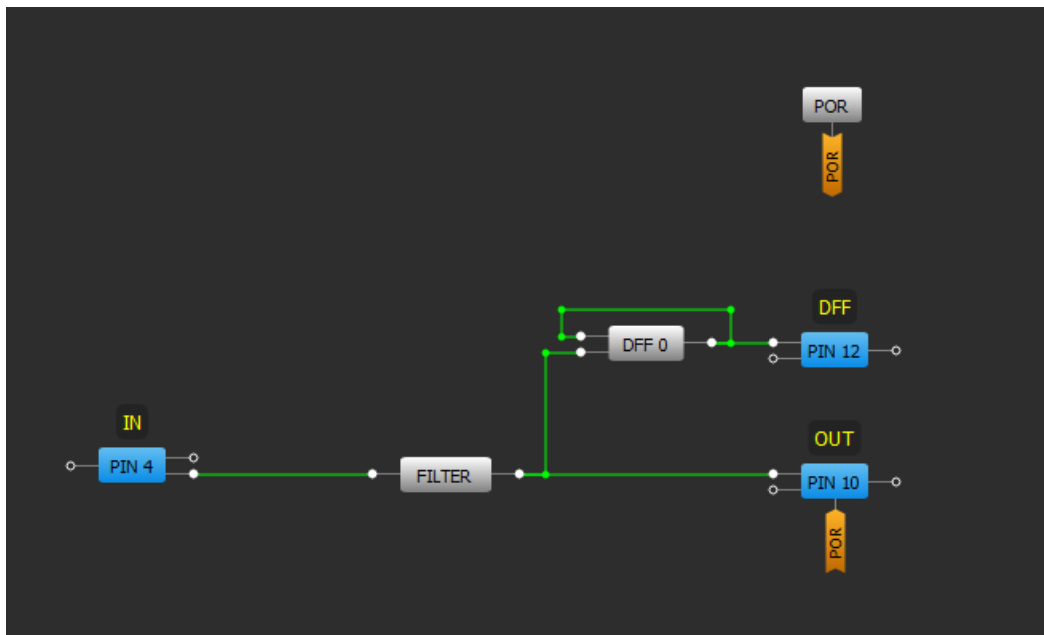 POR
POR
DFF
DFF 0
PIN 12
IN
PIN 4
FILTER
OUT
PIN 10
POR